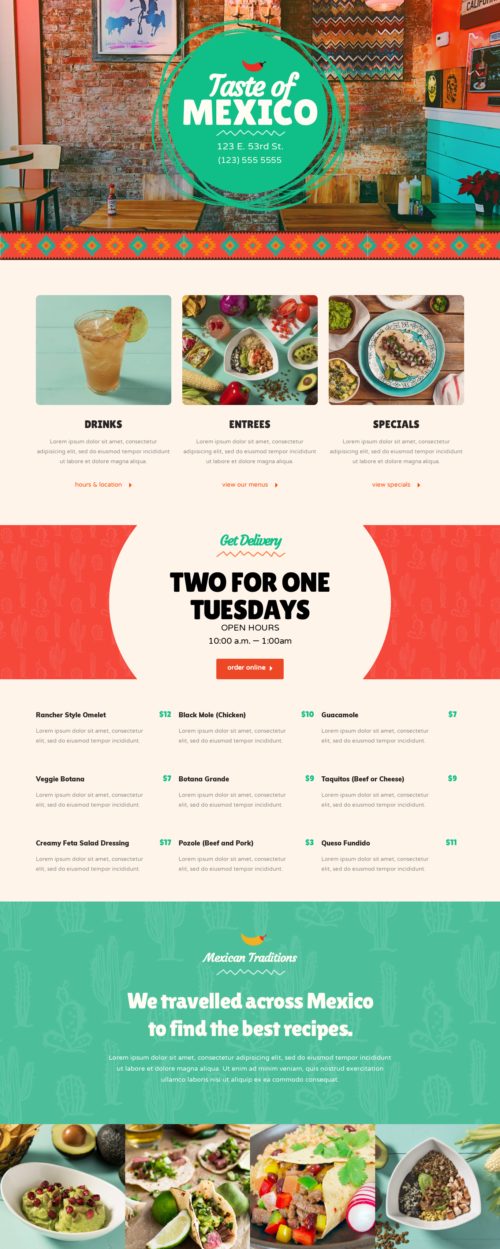 CALIFORNIA
Taste of
MEXICO
123 E. 53rd St.
(123) 555 5555
DRINKS
Lorem ipsum dolor sit amet, consectetur
adipisicing elit, sed do eiusmod tempor incididunt
ut labore et dolore magna aliqua.
hours & location
ENTREES
Lorem ipsum dolor sit amet, consectetur
adipisicing elit, sed do eiusmod tempor incididunt
ut labore et dolore magna aliqua.
view our menus
SPECIALS
Lorem ipsum dolor sit amet, consectetur
adipisicing elit, sed do eiusmod tempor incididunt
ut labore et dolore magna aliqua.
view specials
Get Delivery
TWO FOR ONE
TUESDAYS
OPEN HOURS
10:00 a.m. – 1:00am
order online
Rancher Style Omelet $12
Lorem ipsum dolor sit amet, consectetur
elit, sed do eiusmod tempor incididunt.
Black Mole (Chicken) $10
Lorem ipsum dolor sit amet, consectetur
elit, sed do eiusmod tempor incididunt.
Guacamole $7
Lorem ipsum dolor sit amet, consectetur
elit, sed do eiusmod tempor incididunt.
Veggie Botana $7
Lorem ipsum dolor sit amet, consectetur
elit, sed do eiusmod tempor incididunt.
Botana Grande $9
Lorem ipsum dolor sit amet, consectetur
elit, sed do eiusmod tempor incididunt.
Taquitos (Beef or Cheese) $9
Lorem ipsum dolor sit amet, consectetur
elit, sed do eiusmod tempor incididunt.
Creamy Feta Salad Dressing $17
Lorem ipsum dolor sit amet, consectetur
elit, sed do eiusmod tempor incididunt.
Pozole (Beef and Pork) $3
Lorem ipsum dolor sit amet, consectetur
elit, sed do eiusmod tempor incididunt.
Queso Fundido $11
Lorem ipsum dolor sit amet, consectetur
elit, sed do eiusmod tempor incididunt.
Mexican Traditions
We travelled across Mexico
to find the best recipes.
Lorem ipsum dolor sit amet, consectetur adipisicing elit, sed do eiusmod tempor incididunt
ut labore et dolore magna aliqua. Ut enim ad minim veniam, quis nostrud exercitation
ullamco laboris nisi ut aliquip ex ea commodo consequat.